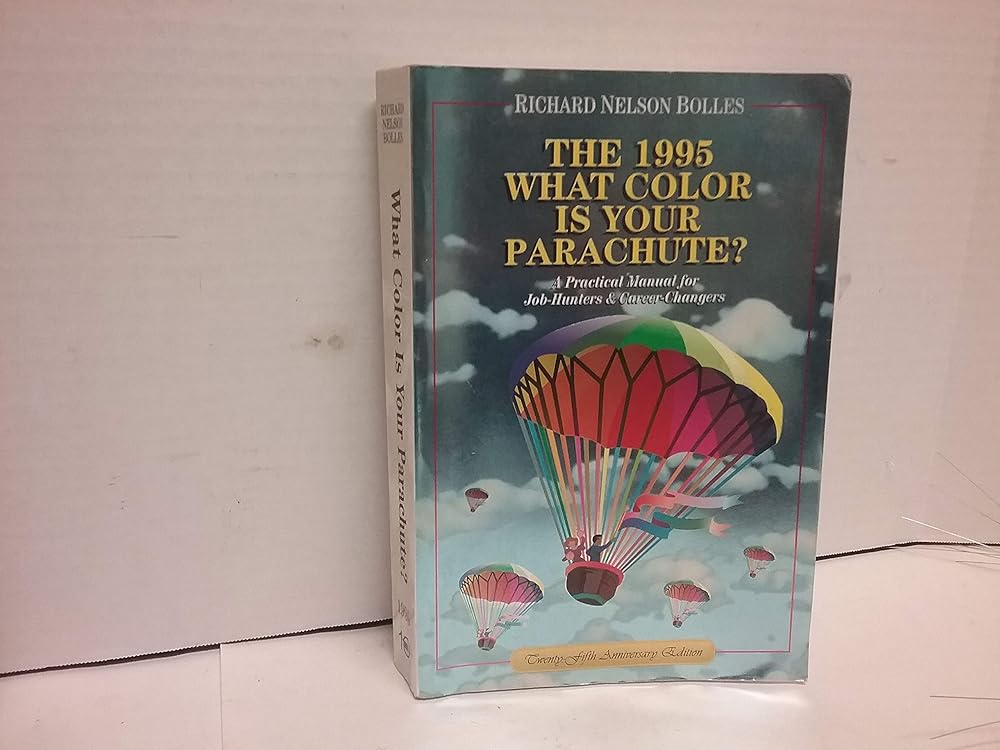 RICHARD
NELSON
BOLLES
What Color Is Your Parachute?
RICHARD NELSON BOLLES
THE 1995
WHAT COLOR
IS YOUR
PARACHUTE?
A Practical Manual for
Job-Hunters & Career-Changers
Twenty-Fifth Anniversary Edition